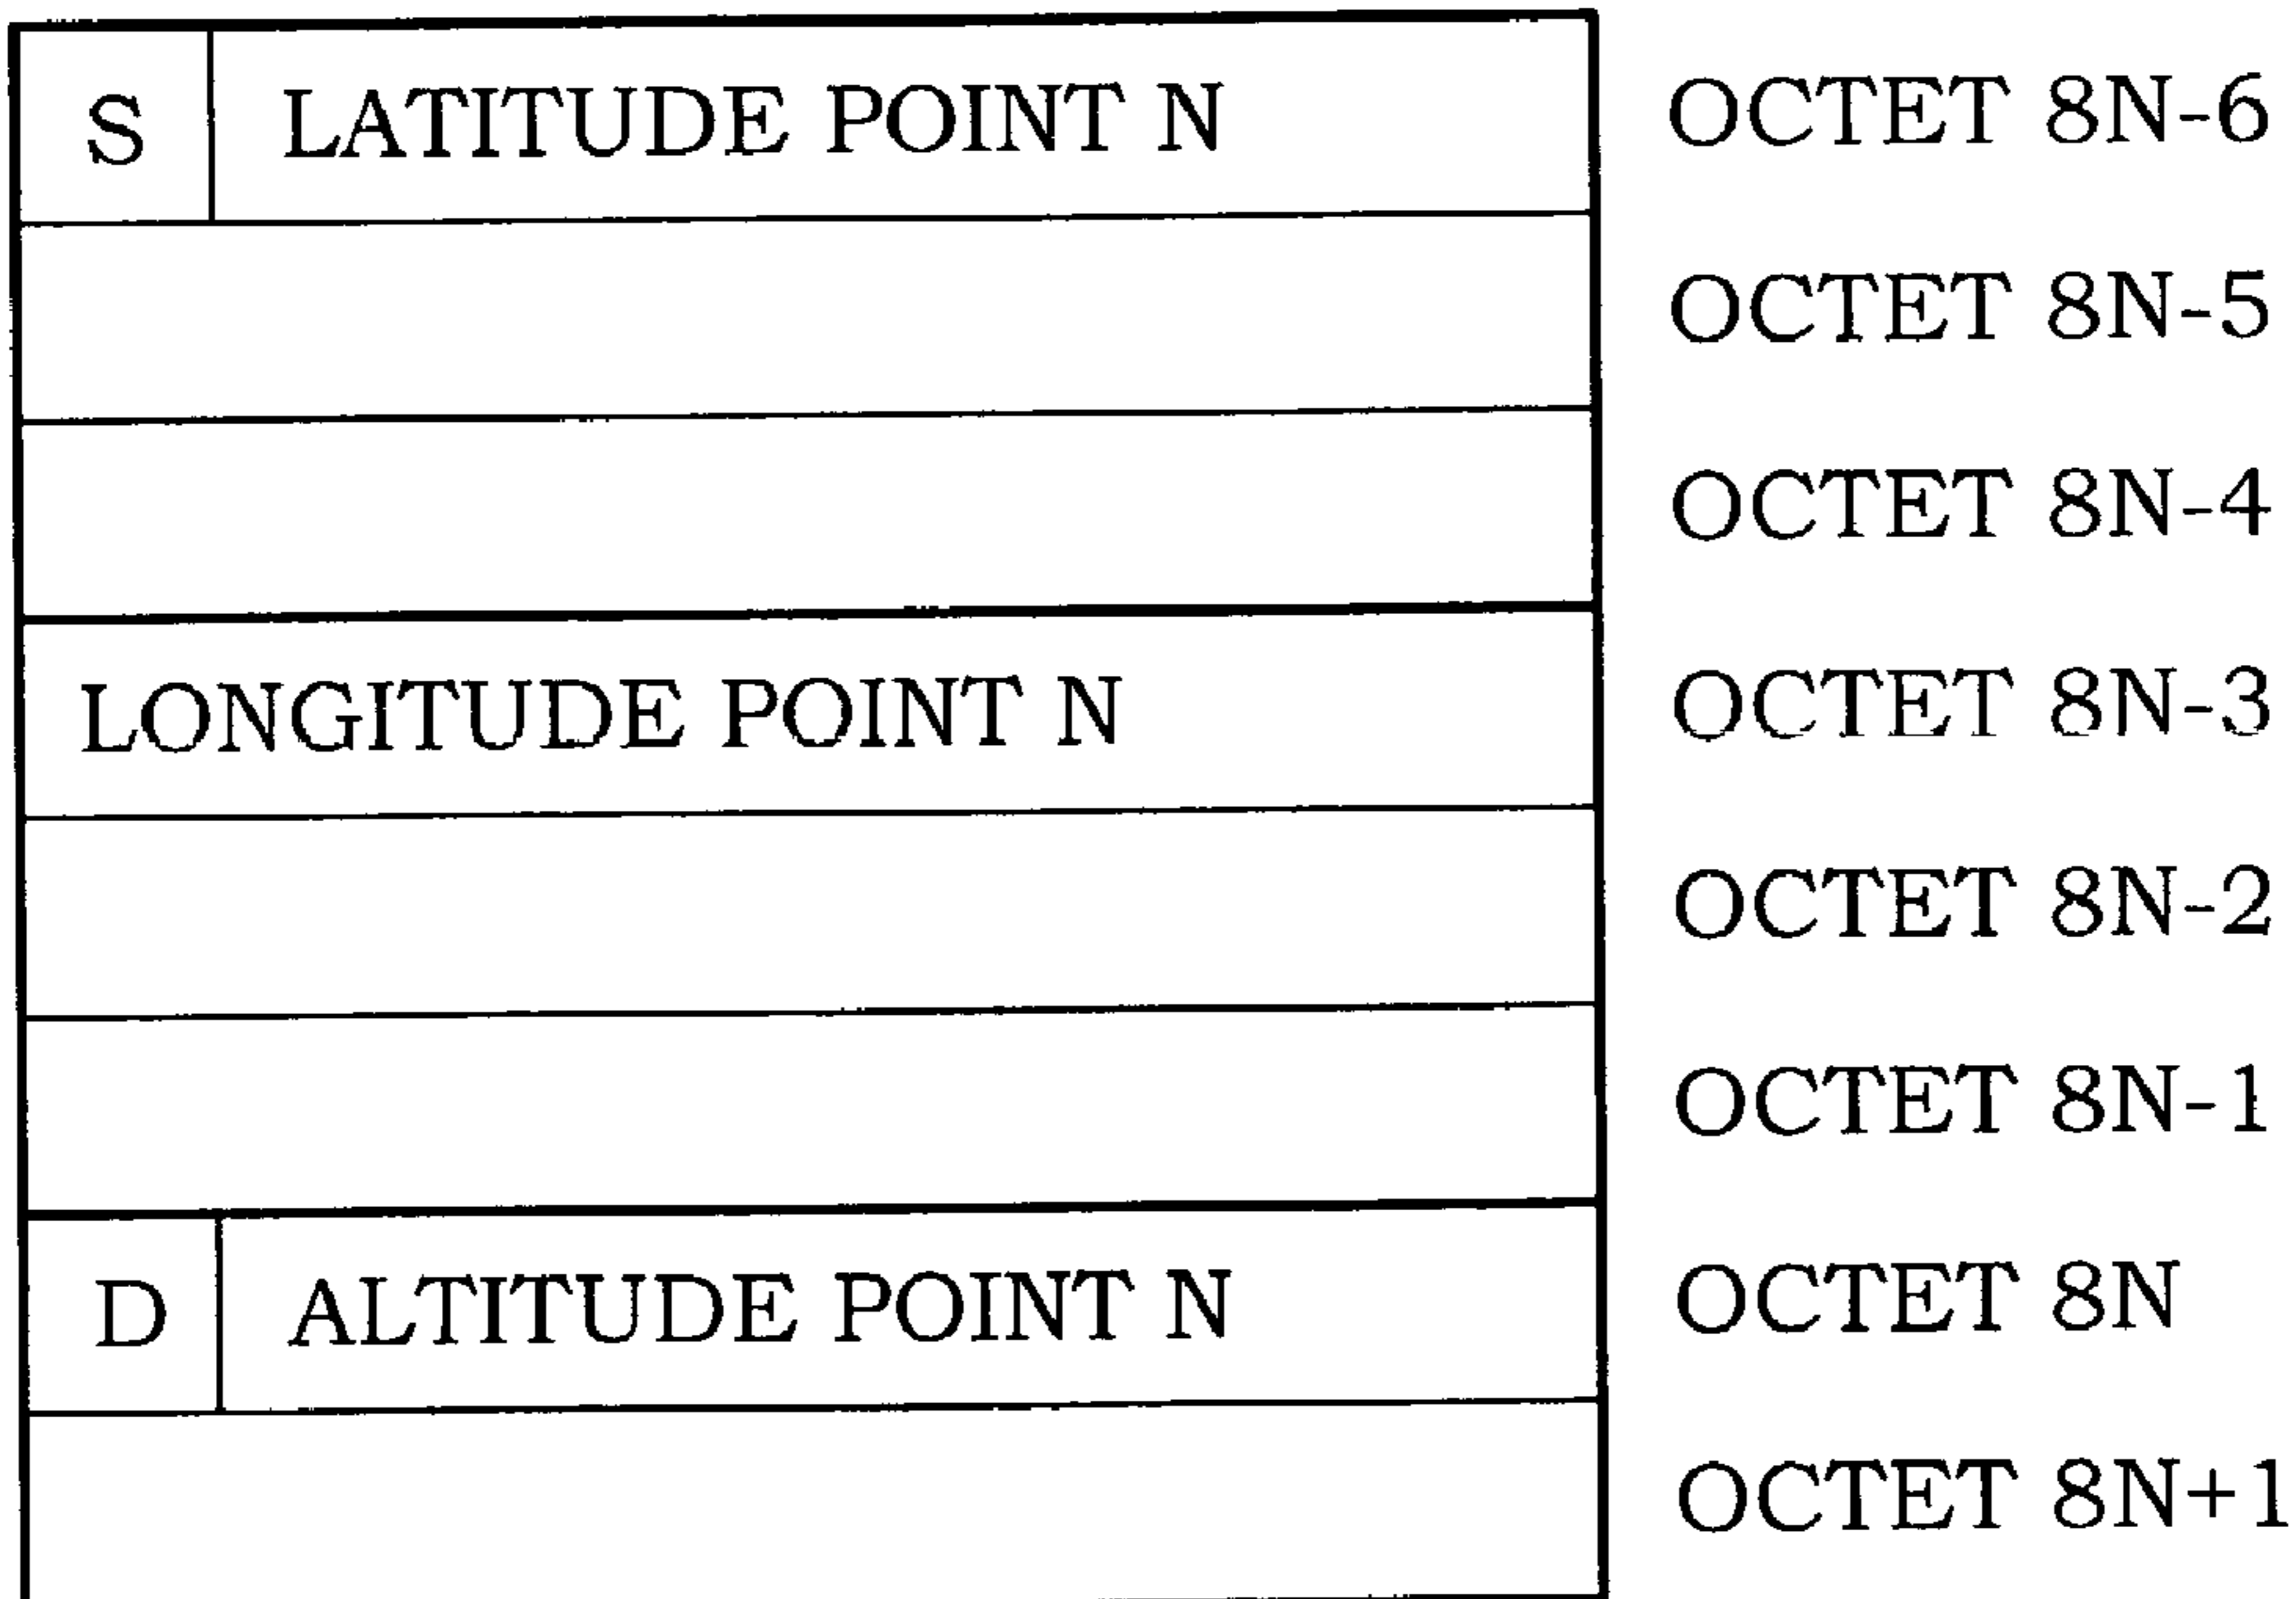 S LATITUDE POINT N OCTET 8N-6
OCTET 8N-5
OCTET 8N-4
LONGITUDE POINT N OCTET 8N-3
OCTET 8N-2
OCTET 8N-1
D ALTITUDE POINT N OCTET 8N
OCTET 8N+1